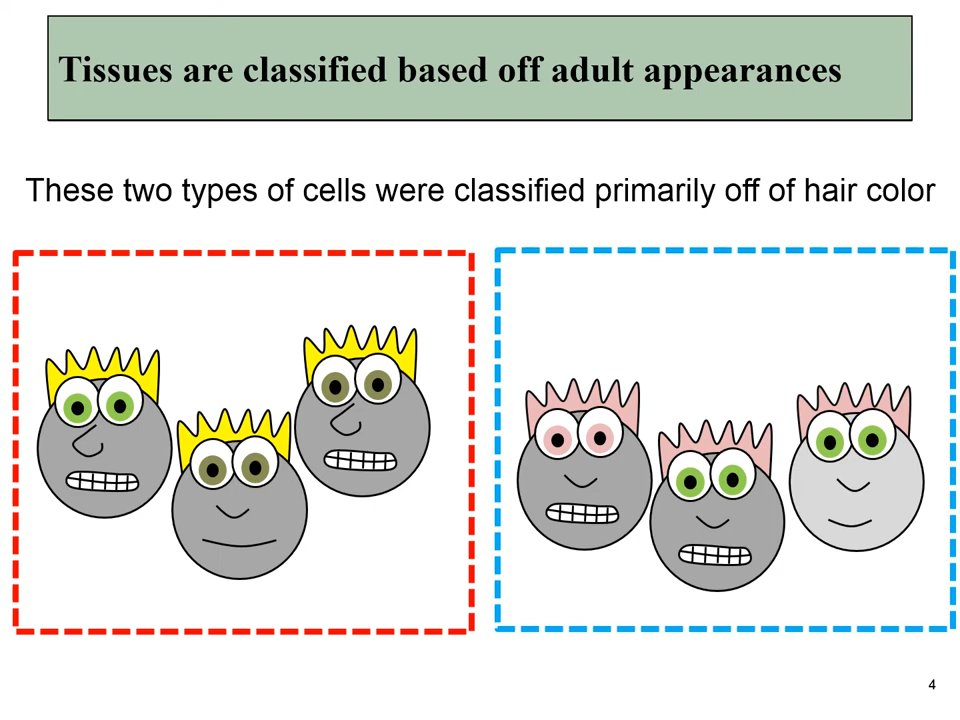 Tissues are classified based off adult appearances
These two types of cells were classified primarily off of hair color
4